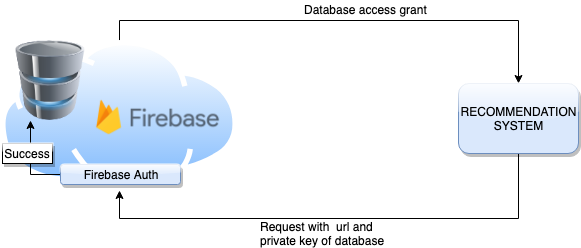 Database access grant
Firebase
RECOMMENDATION
SYSTEM
Success
Firebase Auth
Request with url and
private key of database